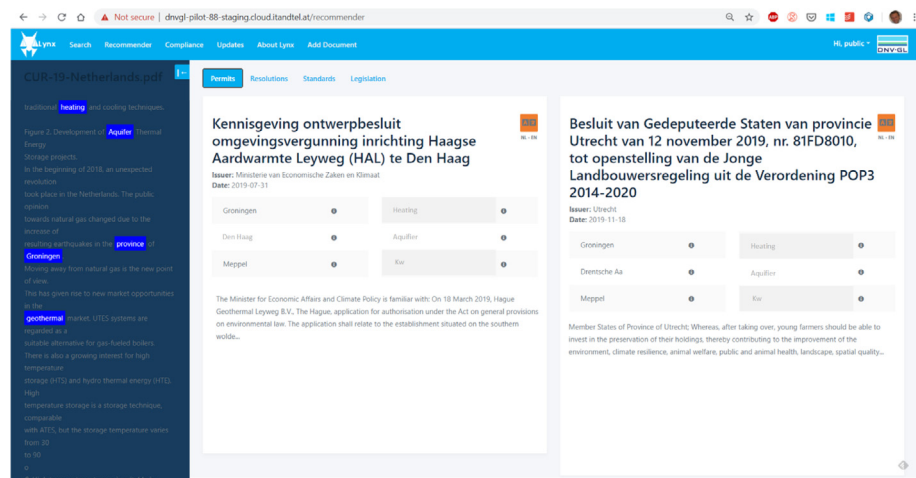 Not secure | dnvgl-pilot-88-staging.cloud.itandtel.at/recommender
Lynx Search Recommender Compliance Updates About Lynx Add Document Hi, public
DNV·GL
CUR-19-Netherlands.pdf
traditional heating and cooling techniques.
Figure 2. Development of Aquifer Thermal
Energy
Storage projects.
In the beginning of 2018, an unexpected
revolution
took place in the Netherlands. The public
opinion
towards natural gas changed due to the
increase of
resulting earthquakes in the province of
Groningen
Moving away from natural gas is the new point
of view.
This has given rise to new market opportunities
in the
geothermal market. UTES systems are
regarded as a
suitable alternative for gas-fueled boilers.
There is also a growing interest for high
temperature
storage (HTS) and hydro thermal energy (HTE).
High
temperature storage is a storage technique,
comparable
with ATES, but the storage temperature varies
from 30
to 90
o
Permits Resolutions Standards Legislation
Kennisgeving ontwerpbesluit
omgevingsvergunning inrichting Haagse
Aardwarmte Leyweg (HAL) te Den Haag
NL - EN
Issuer: Ministerie van Economische Zaken en Klimaat
Date: 2019-07-31
Groningen Heating
Den Haag Aquifier
Meppel Kw
The Minister for Economic Affairs and Climate Policy is familiar with: On 18 March 2019, Hague
Geothermal Leyweg B.V.. The Hague, application for authorisation under the Act on general provisions
on environmental law. The application shall relate to the establishment situated on the southern
wolde...
Besluit van Gedeputeerde Staten van provincie
Utrecht van 12 november 2019, nr. 81FD8010,
tot openstelling van de Jonge
Landbouwersregeling uit de Verordening POP3
2014-2020
NL - EN
Issuer: Utrecht
Date: 2019-11-18
Groningen Heating
Drentsche Aa Aquifier
Meppel Kw
Member States of Province of Utrecht; Whereas, after taking over, young farmers should be able to
invest in the preservation of their holdings, thereby contributing to the improvement of the
environment, climate resilience, animal welfare, public and animal health, landscape, spatial quality...